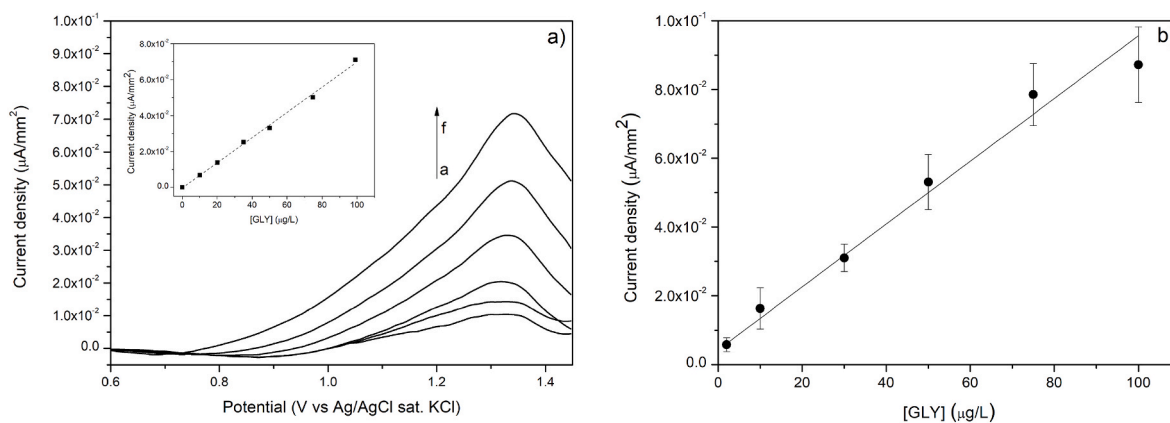 a)
1.0x10⁻¹
9.0x10⁻²
8.0x10⁻²
7.0x10⁻²
6.0x10⁻²
5.0x10⁻²
4.0x10⁻²
3.0x10⁻²
2.0x10⁻²
1.0x10⁻²
0.0
Current density (μA/mm²)
0.6
0.8
1.0
1.2
1.4
Potential (V vs Ag/AgCl sat. KCl)
8.0x10⁻²
6.0x10⁻²
4.0x10⁻²
2.0x10⁻²
0.0
Current density (μA/mm²)
0 20 40 60 80 100
[GLY] (μg/L)
f
a
b)
1.0x10⁻¹
8.0x10⁻²
6.0x10⁻²
4.0x10⁻²
2.0x10⁻²
0.0
Current density (μA/mm²)
0 20 40 60 80 100
[GLY] (μg/L)